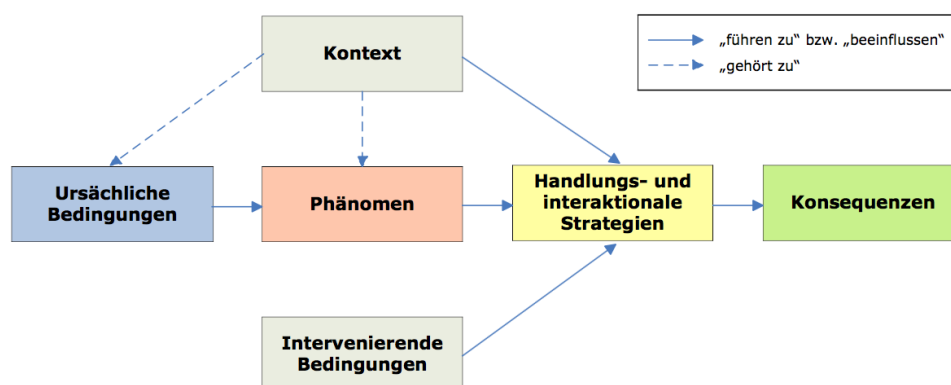 Kontext
„führen zu“ bzw. „beeinflussen“
„gehört zu“
Ursächliche
Bedingungen
Phänomen
Handlungs- und
interaktionale
Strategien
Konsequenzen
Intervenierende
Bedingungen